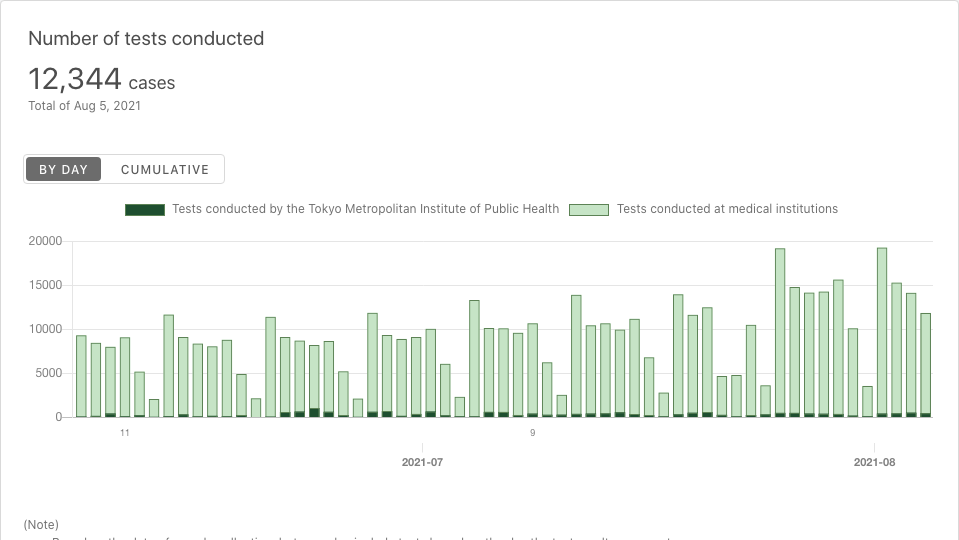 Number of tests conducted
12,344 cases
Total of Aug 5, 2021
BY DAY CUMULATIVE
Tests conducted by the Tokyo Metropolitan Institute of Public Health Tests conducted at medical institutions
20000
15000
10000
5000
0
11 9
2021-07 2021-08
(Note)